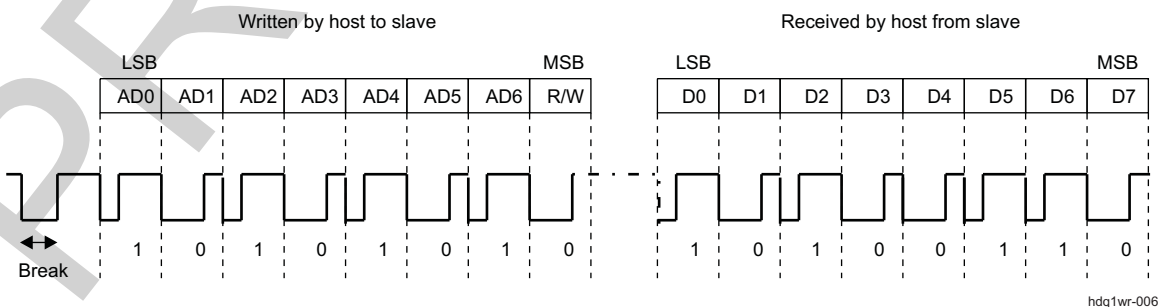 Written by host to slave Received by host from slave
LSB MSB LSB MSB
AD0 AD1 AD2 AD3 AD4 AD5 AD6 R/W D0 D1 D2 D3 D4 D5 D6 D7
1 0 1 0 1 0 1 0 1 0 1 0 0 1 1 0
Break
hdq1wr-006
PR